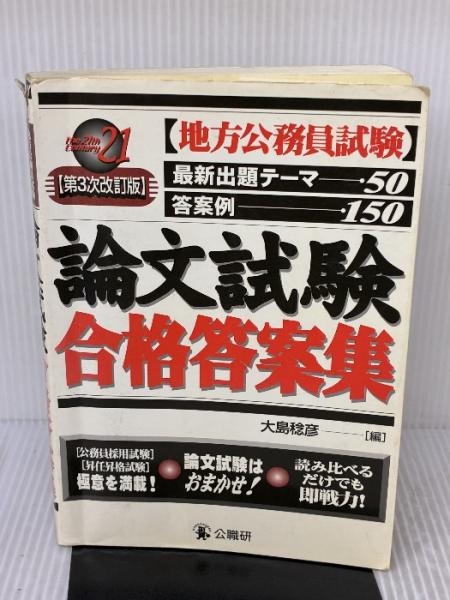 the 21th
Century
21
【第3次改訂版】
【地方公務員試験】
最新出題テーマ——50
答案例——150
論文試験
合格答案集
大島稔彦——[編]
[公務員採用試験]
[昇任昇格試験]
極意を満載!
論文試験は
おまかせ!
読み比べる
だけでも
即戦力!
公職研